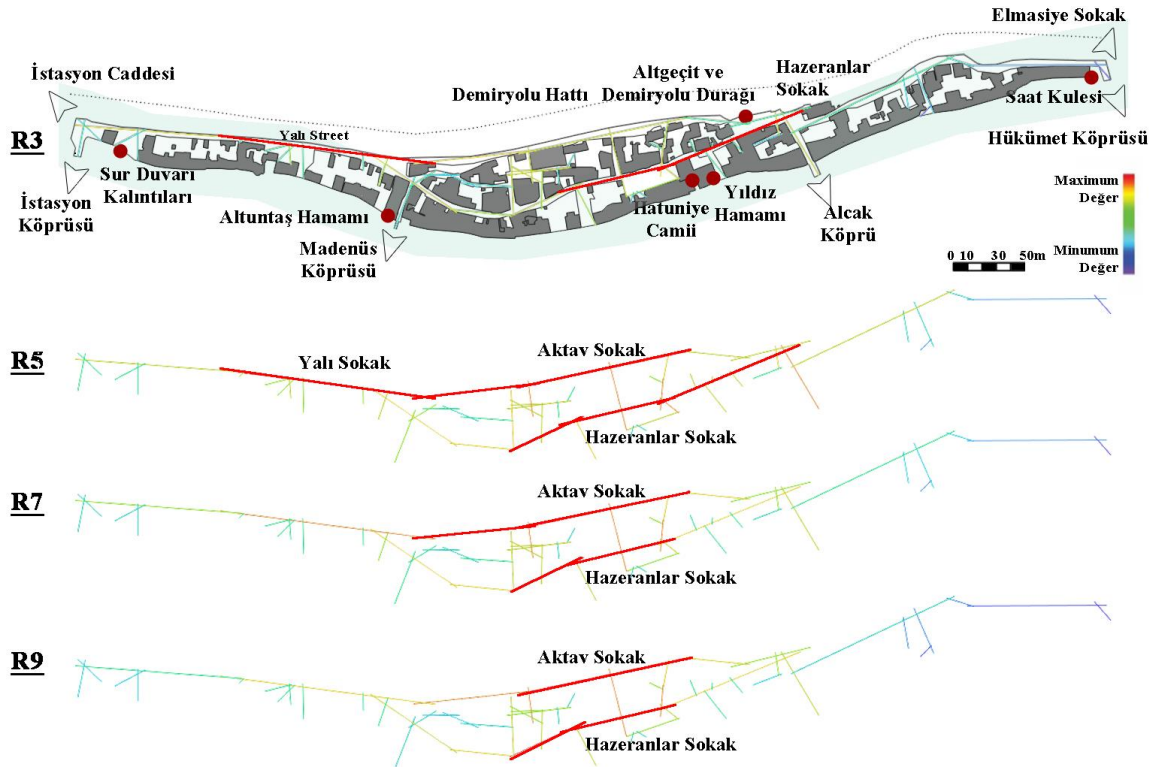 Elmasiye Sokak
İstasyon Caddesi
Altgeçit ve
Demiryolu Durağı
Hazeranlar
Sokak
Demiryolu Hattı
Saat Kulesi
R3
Yalı Street
Hükümet Köprüsü
Sur Duvarı
Kalıntıları
İstasyon
Köprüsü
Altuntaş Hamamı
Madenüs
Köprüsü
Hatuniye
Camii
Yıldız
Hamamı
Alcak
Köprü
Maximum
Değer
Minumum
Değer
0 10 30 50m
R5
Yalı Sokak
Aktav Sokak
Hazeranlar Sokak
R7
Aktav Sokak
Hazeranlar Sokak
R9
Aktav Sokak
Hazeranlar Sokak